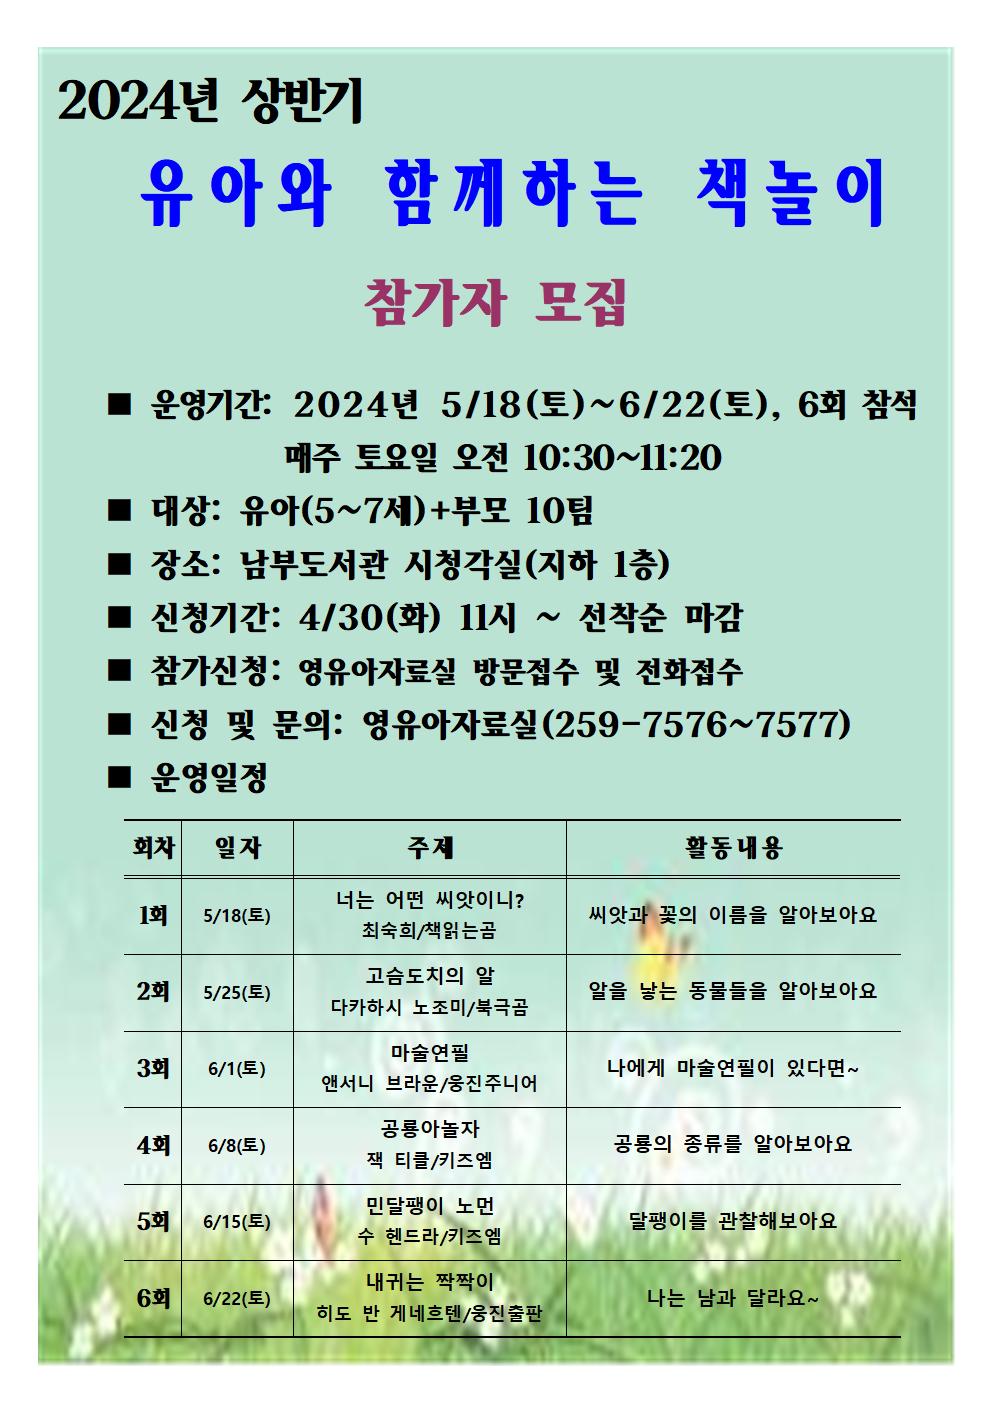 2024년 상반기
유아와 함께하는 책놀이
참가자 모집
■ 운영기간: 2024년 5/18(토)~6/22(토), 6회 참석
매주 토요일 오전 10:30~11:20
■ 대상: 유아(5~7세)+부모 10팀
■ 장소: 남부도서관 시청각실(지하 1층)
■ 신청기간: 4/30(화) 11시 ~ 선착순 마감
■ 참가신청: 영유아자료실 방문접수 및 전화접수
■ 신청 및 문의: 영유아자료실(259-7576~7577)
■ 운영일정
회차 일자 주제 활동내용
1회 5/18(토) 너는 어떤 씨앗이니? 씨앗과 꽃의 이름을 알아보아요
최숙희/책읽는곰
2회 5/25(토) 고슴도치의 알 알을 낳는 동물들을 알아보아요
다카하시 노조미/북극곰
3회 6/1(토) 마술연필 나에게 마술연필이 있다면~
앤서니 브라운/웅진주니어
4회 6/8(토) 공룡아놀자 공룡의 종류를 알아보아요
잭 티클/키즈엠
5회 6/15(토) 민달팽이 노먼 달팽이를 관찰해보아요
수 헨드라/키즈엠
6회 6/22(토) 내귀는 짝짝이 나는 남과 달라요~
히도 반 게네흐텐/웅진출판